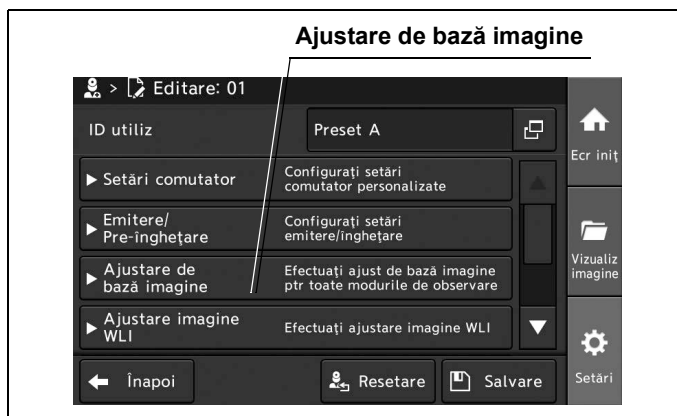 Ajustare de bază imagine
> Editare: 01
ID utiliz
Preset A
Ecr iniț
▶ Setări comutator
Configurați setări
comutator personalizate
▶ Emitere/
Pre-înghețare
Configurați setări
emitere/înghețare
Vizualiz
imagine
▶ Ajustare de
bază imagine
Efectuați ajust de bază imagine
ptr toate modurile de observare
▶ Ajustare imagine
WLI
Efectuați ajustare imagine WLI
Înapoi
Resetare
Salvare
Setări